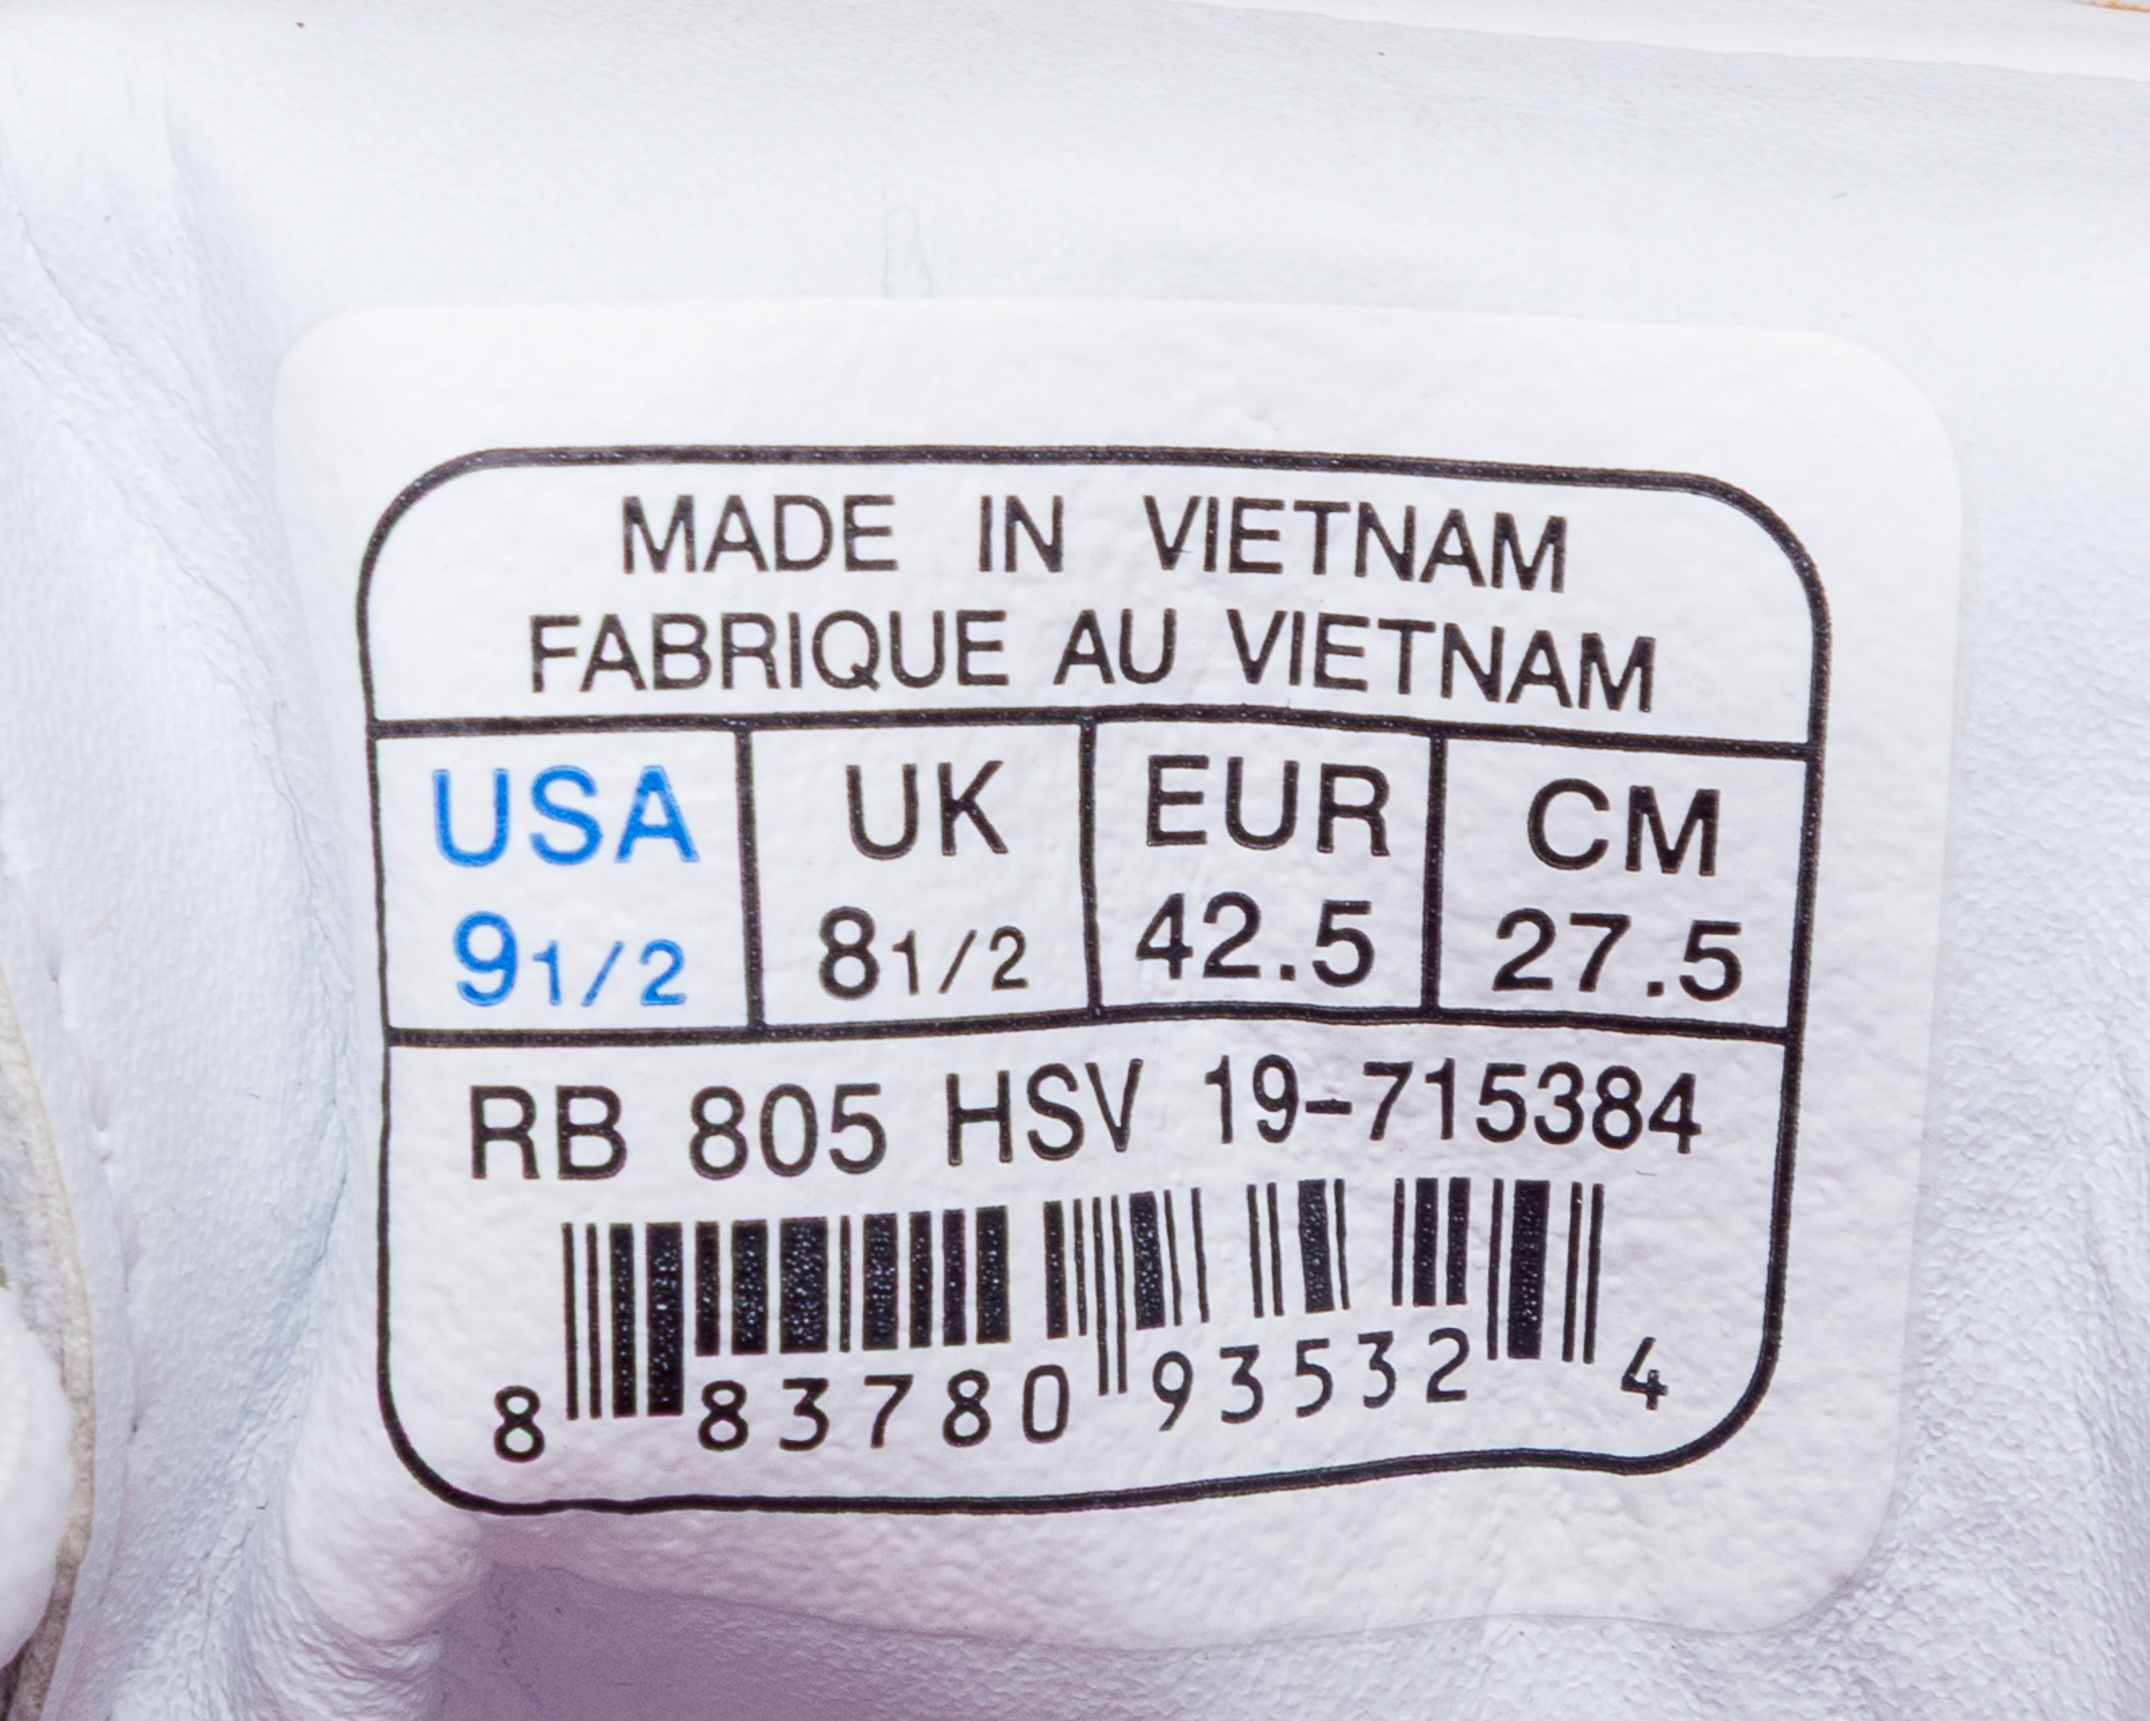 MADE IN VIETNAM
FABRIQUE AU VIETNAM
USA UK EUR CM
9 1/2 8 1/2 42.5 27.5
RB 805 HSV 19-715384
8 83780 93532 4